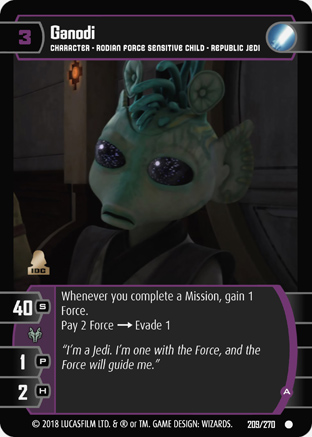 3
Ganodi
CHARACTER - RODIAN FORCE SENSITIVE CHILD - REPUBLIC JEDI
IDC
40 S
Whenever you complete a Mission, gain 1
Force.
Pay 2 Force → Evade 1
1 P
“I’m a Jedi. I’m one with the Force, and the
Force will guide me.”
2 H
A
© 2018 LUCASFILM LTD. & ® or TM. GAME DESIGN: WIZARDS. 209/270